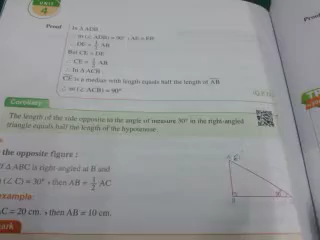 UNIT
4
Proof
In Δ ADB
∵ m (∠ ADB) = 90° , AE = EB
∴ DE = ½ AB
But CE = DE
∴ CE = ½ AB
∴ In Δ ACB
CE is a median with length equals half the length of AB
∴ m (∠ ACB) = 90°
(Q.E.D.)
Corollary
The length of the side opposite to the angle of measure 30° in the right-angled
triangle equals half the length of the hypotenuse.
the opposite figure :
Δ ABC is right-angled at B and
(∠ C) = 30° , then AB = ½ AC
example:
AC = 20 cm. , then AB = 10 cm.
A
B
30°
Prove